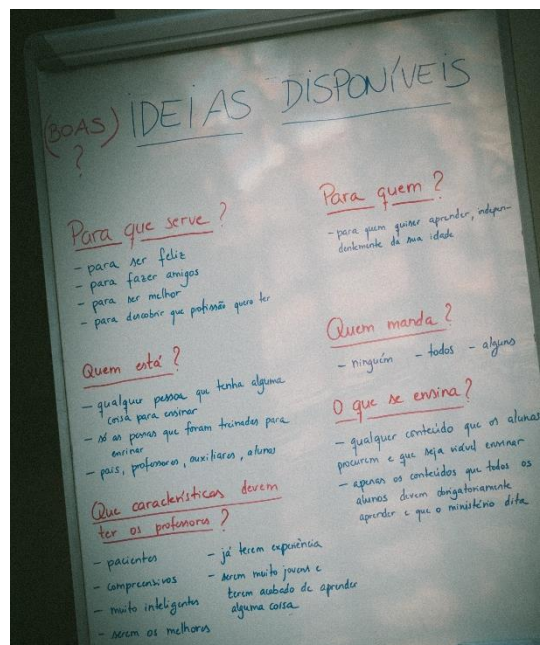 (BOAS) IDEIAS DISPONÍVEIS
?
Para que serve?
- para ser feliz
- para fazer amigos
- para ser melhor
- para descobrir que profissão quero ter
Para quem?
- para quem quiser aprender, indepen-
dentemente da sua idade
Quem está?
- qualquer pessoa que tenha alguma
coisa para ensinar
- só as pessoas que foram treinadas para
ensinar
- pais, professores, auxiliares, alunos
Quem manda?
- ninguém - todos - alguns
O que se ensina?
- qualquer conteúdo que os alunos
procurem e que seja viável ensinar
- apenas os conteúdos que todos os
alunos devem obrigatoriamente
aprender e que o ministério dita
Que características devem
ter os professores?
- pacientes
- compreensivos
- muito inteligentes
- serem os melhores
- já terem experiência
- serem muito jovens e
terem acabado de aprender
alguma coisa